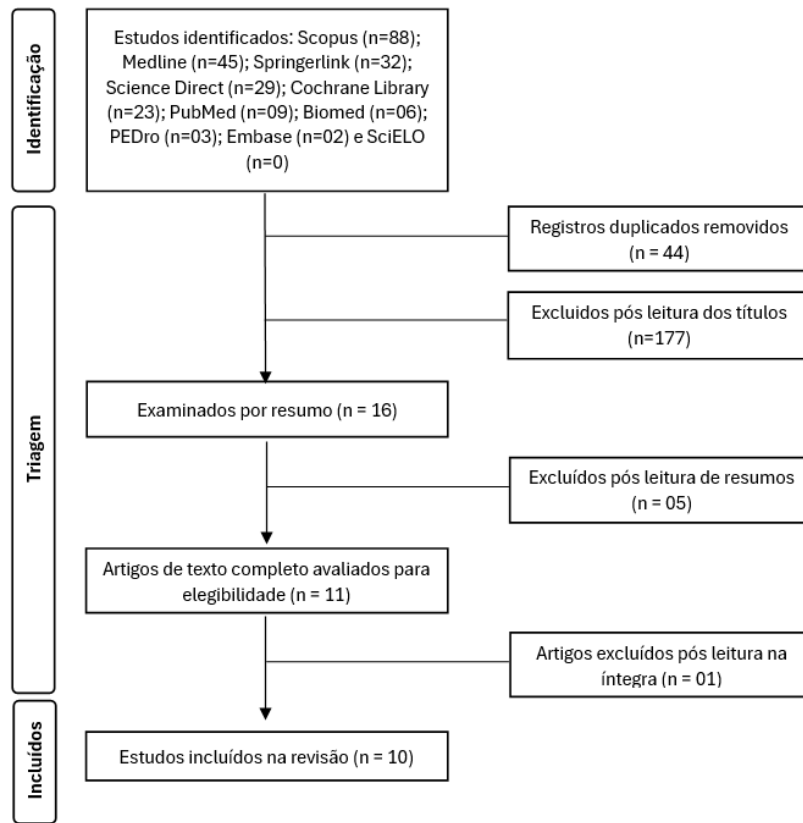 Identificação
Estudos identificados: Scopus (n=88);
Medline (n=45); Springerlink (n=32);
Science Direct (n=29); Cochrane Library
(n=23); PubMed (n=09); Biomed (n=06);
PEDro (n=03); Embase (n=02) e SciELO
(n=0)
Triagem
Registros duplicados removidos
(n = 44)
Excluidos pós leitura dos títulos
(n=177)
Examinados por resumo (n = 16)
Excluídos pós leitura de resumos
(n = 05)
Artigos de texto completo avaliados para
elegibilidade (n = 11)
Artigos excluídos pós leitura na
íntegra (n = 01)
Incluídos
Estudos incluídos na revisão (n = 10)